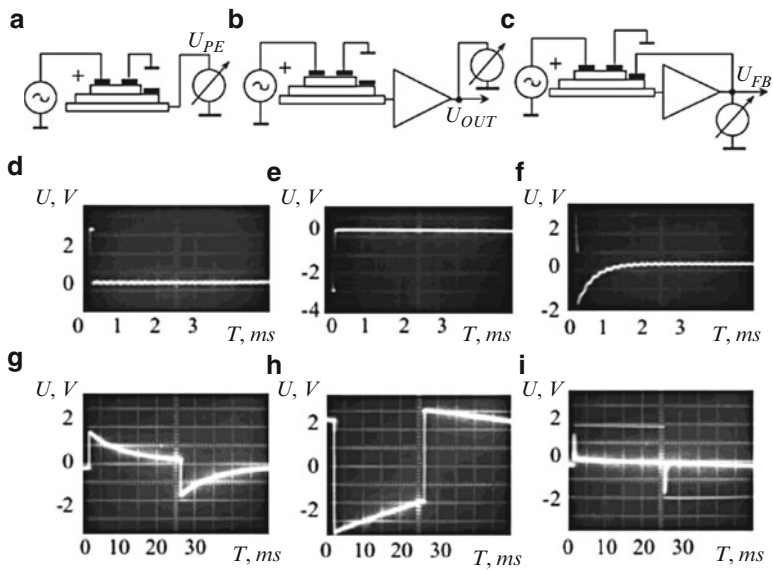 a b c
+ U_PE + U_OUT + U_FB
d e f
U, V U, V U, V
2 0 2
0 -2 0
-4 -2
0 1 2 3 T, ms 0 1 2 3 T, ms 0 1 2 3 T, ms
g h i
U, V U, V U, V
2 2 2
0 0 0
-2 -2 -2
0 10 20 30 T, ms 0 10 20 30 T, ms 0 10 20 30 T, ms